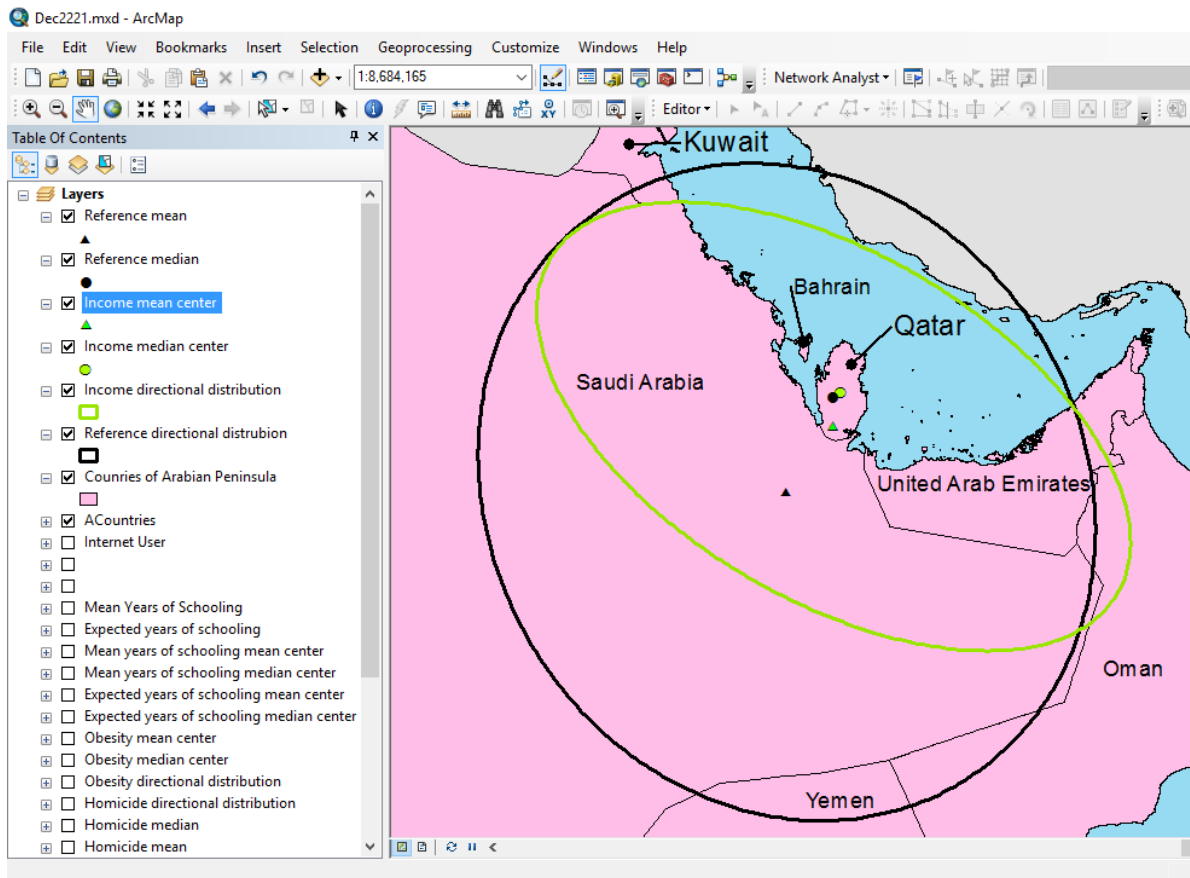 Dec2221.mxd - ArcMap
File Edit View Bookmarks Insert Selection Geoprocessing Customize Windows Help
1:8,684,165 Network Analyst
Editor
Table Of Contents
Layers
Reference mean
Reference median
Income mean center
Income median center
Income directional distribution
Reference directional distrubion
Counries of Arabian Peninsula
ACountries
Internet User
Mean Years of Schooling
Expected years of schooling
Mean years of schooling mean center
Mean years of schooling median center
Expected years of schooling mean center
Expected years of schooling median center
Obesity mean center
Obesity median center
Obesity directional distribution
Homicide directional distribution
Homicide median
Homicide mean
Kuwait
Bahrain
Qatar
Saudi Arabia
United Arab Emirates
Oman
Yemen